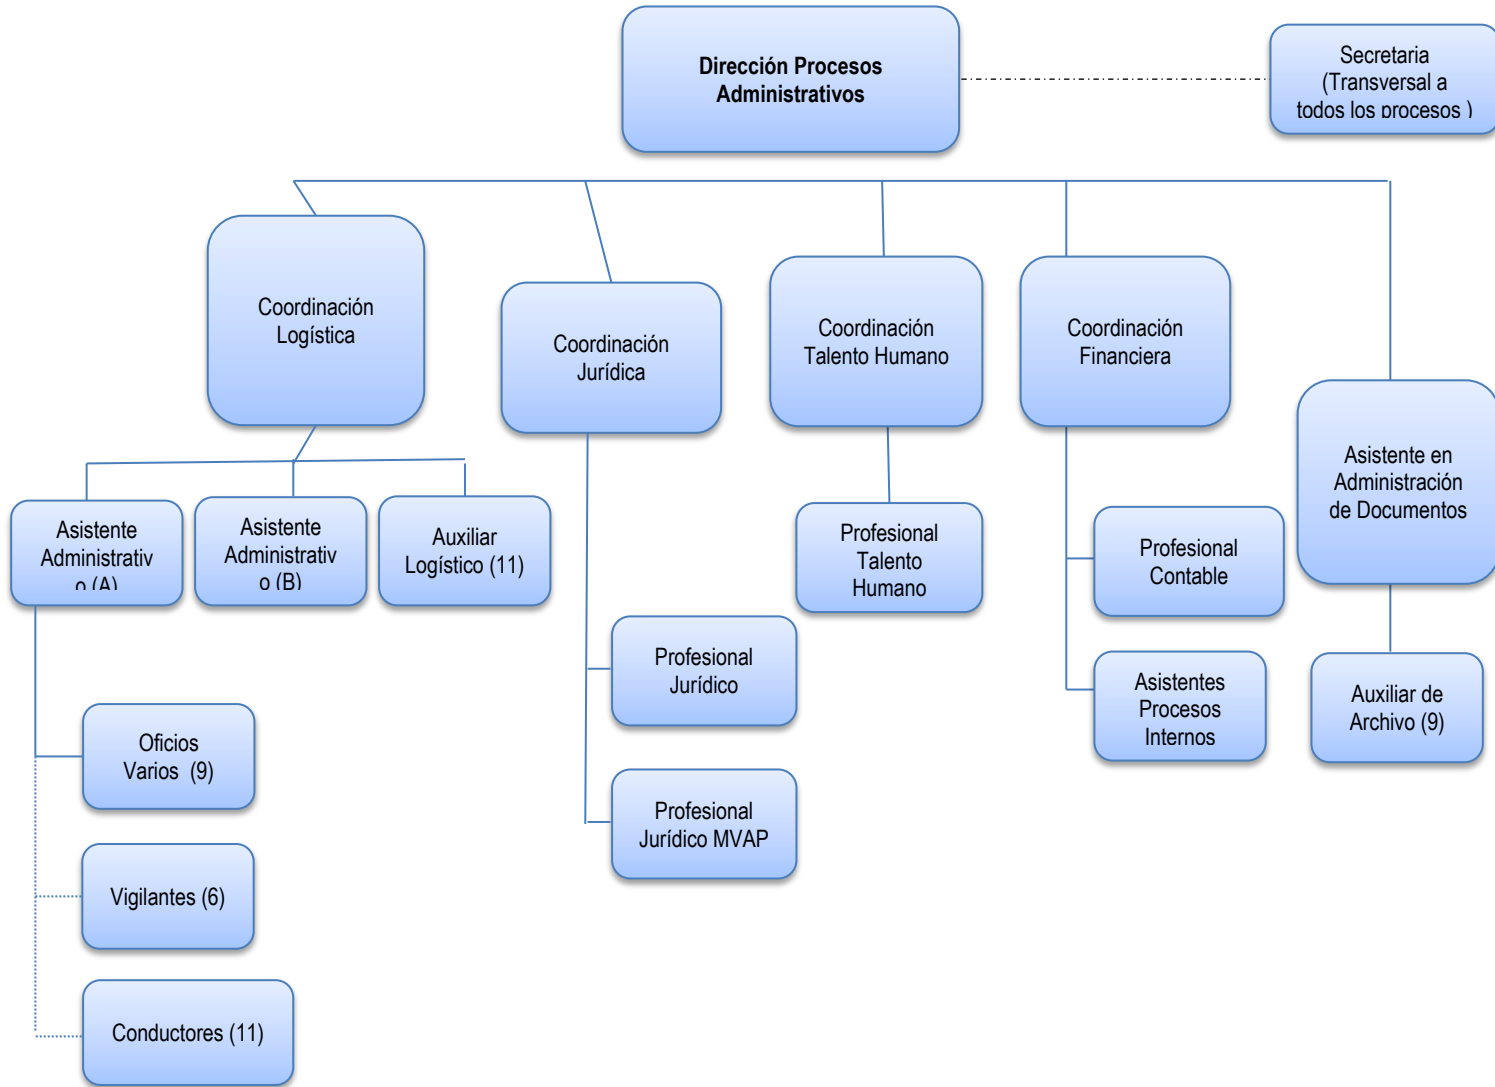 Dirección Procesos
Administrativos
Secretaria
(Transversal a
todos los procesos )
Coordinación
Logística
Coordinación
Jurídica
Coordinación
Talento Humano
Coordinación
Financiera
Asistente en
Administración
de Documentos
Asistente
Administrativ
o (A)
Asistente
Administrativ
o (B)
Auxiliar
Logístico (11)
Profesional
Talento
Humano
Profesional
Contable
Profesional
Jurídico
Asistentes
Procesos
Internos
Auxiliar de
Archivo (9)
Oficios
Varios (9)
Profesional
Jurídico MVAP
Vigilantes (6)
Conductores (11)